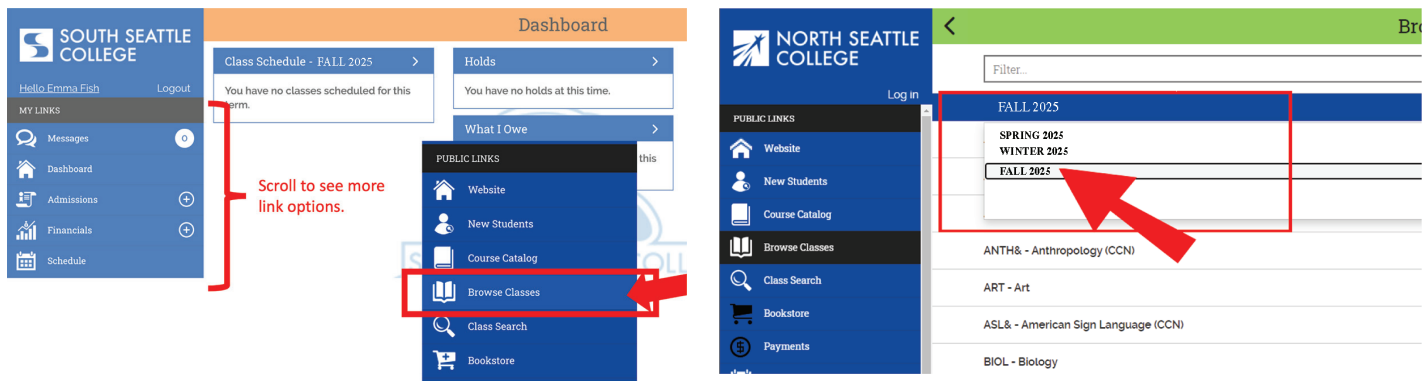 SOUTH SEATTLE
COLLEGE
Hello Emma Fish
Logout
MY LINKS
Messages
0
Dashboard
Admissions
Financials
Schedule
Dashboard
Class Schedule - FALL 2025
You have no classes scheduled for this
term.
Holds
You have no holds at this time.
What I Owe
this
Scroll to see more
link options.
PUBLIC LINKS
Website
New Students
Course Catalog
Browse Classes
Class Search
Bookstore
NORTH SEATTLE
COLLEGE
Log in
PUBLIC LINKS
Website
New Students
Course Catalog
Browse Classes
Class Search
Bookstore
Payments
Filter...
FALL 2025
SPRING 2025
WINTER 2025
FALL 2025
ANTH& - Anthropology (CCN)
ART - Art
ASL& - American Sign Language (CCN)
BIOL - Biology